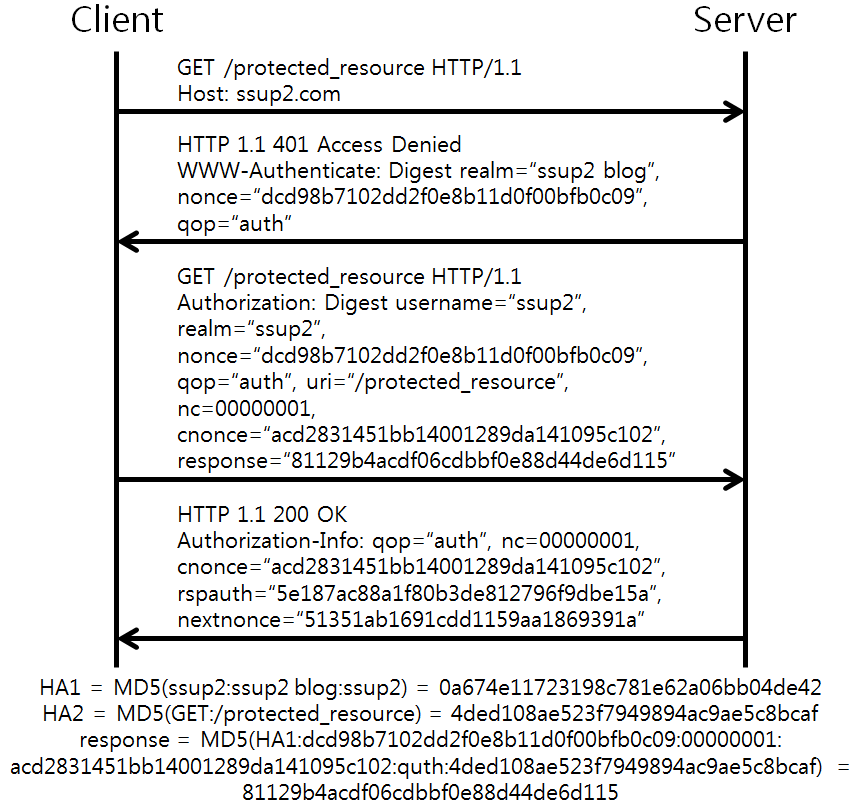 Client
Server
GET /protected_resource HTTP/1.1
Host: ssup2.com
HTTP 1.1 401 Access Denied
WWW-Authenticate: Digest realm=“ssup2 blog”,
nonce=“dcd98b7102dd2f0e8b11d0f00bfb0c09”,
qop=“auth”
GET /protected_resource HTTP/1.1
Authorization: Digest username=“ssup2”,
realm=“ssup2”,
nonce=“dcd98b7102dd2f0e8b11d0f00bfb0c09”,
qop=“auth”, uri=“/protected_resource”,
nc=00000001,
cnonce=“acd2831451bb14001289da141095c102”,
response=“81129b4acdf06cdbbf0e88d44de6d115”
HTTP 1.1 200 OK
Authorization-Info: qop=“auth”, nc=00000001,
cnonce=“acd2831451bb14001289da141095c102”,
rspauth=“5e187ac88a1f80b3de812796f9dbe15a”,
nextnonce=“51351ab1691cdd1159aa1869391a”
HA1 = MD5(ssup2:ssup2 blog:ssup2) = 0a674e11723198c781e62a06bb04de42
HA2 = MD5(GET:/protected_resource) = 4ded108ae523f7949894ac9ae5c8bcaf
response = MD5(HA1:dcd98b7102dd2f0e8b11d0f00bfb0c09:00000001:
acd2831451bb14001289da141095c102:quth:4ded108ae523f7949894ac9ae5c8bcaf) =
81129b4acdf06cdbbf0e88d44de6d115